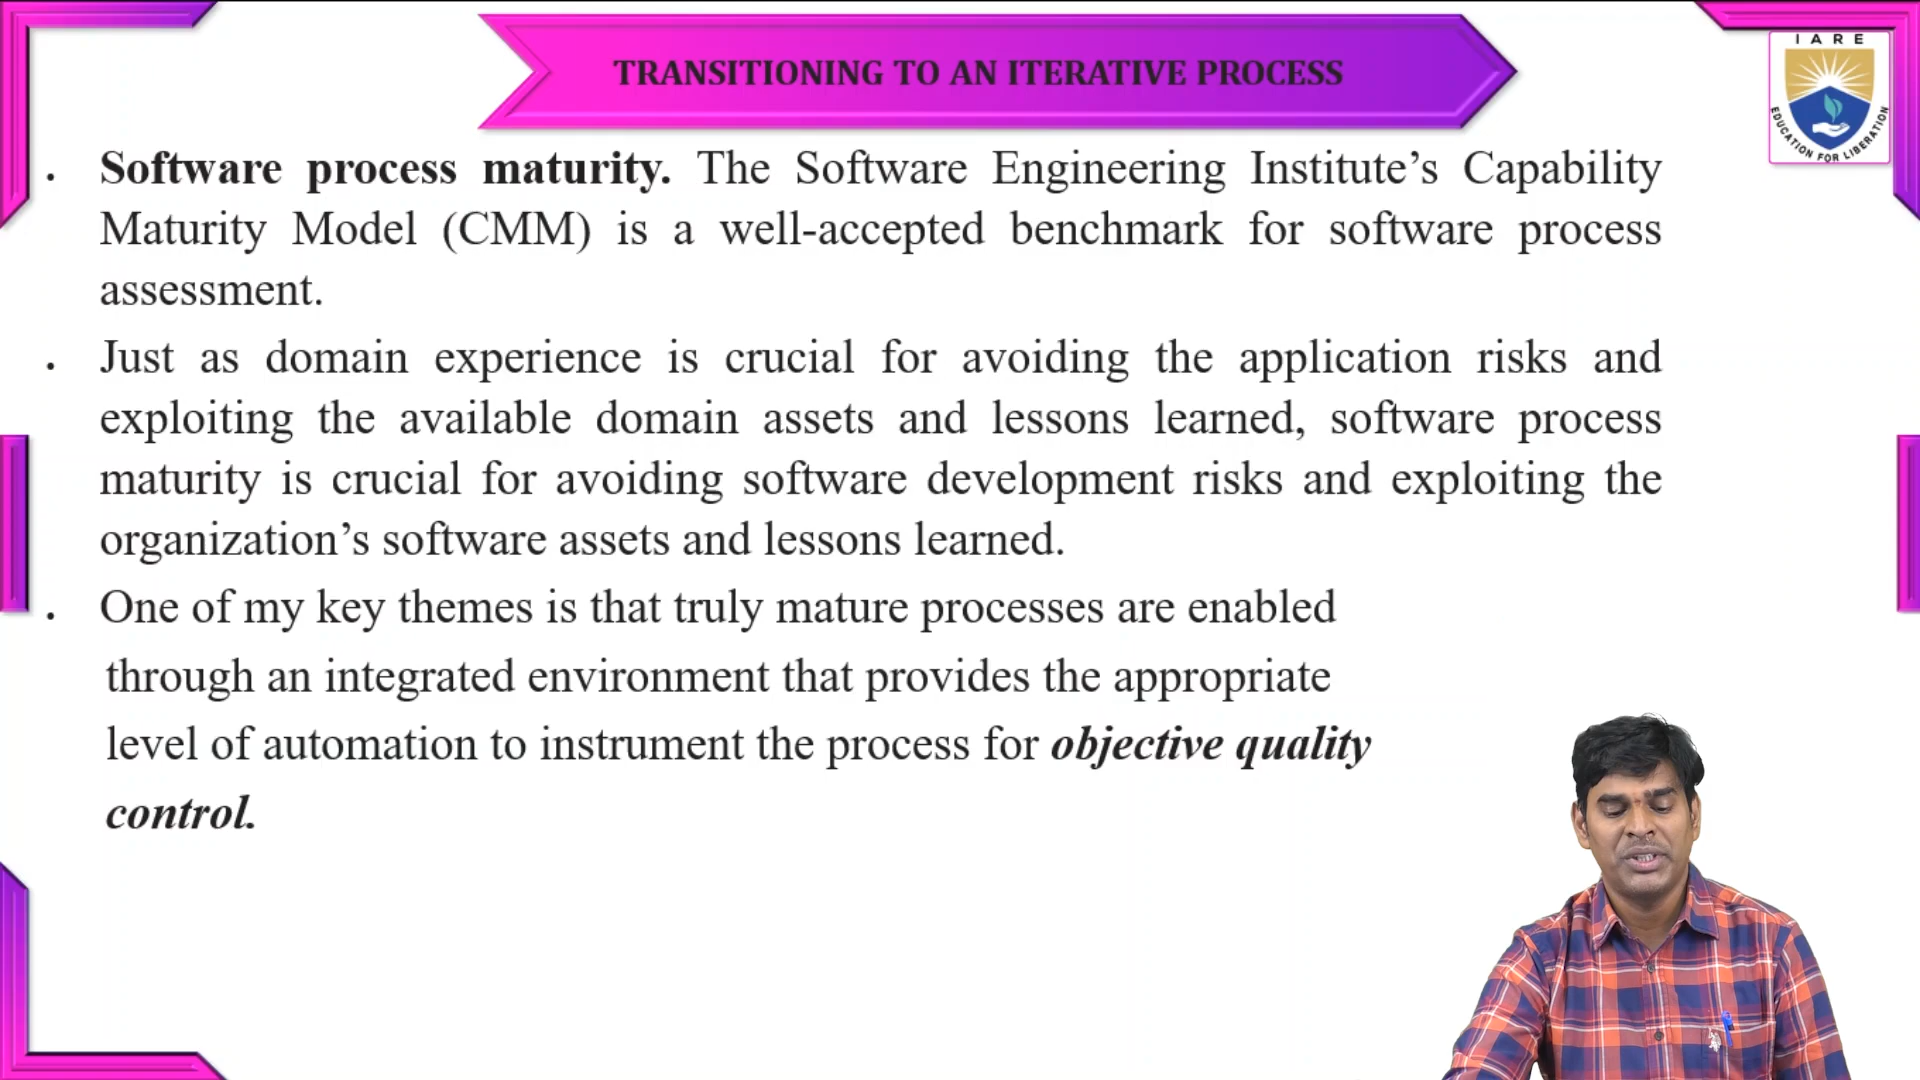 TRANSITIONING TO AN ITERATIVE PROCESS
IARE
EDUCATION FOR LIBERATION
• Software process maturity. The Software Engineering Institute’s Capability
Maturity Model (CMM) is a well-accepted benchmark for software process
assessment.
• Just as domain experience is crucial for avoiding the application risks and
exploiting the available domain assets and lessons learned, software process
maturity is crucial for avoiding software development risks and exploiting the
organization’s software assets and lessons learned.
• One of my key themes is that truly mature processes are enabled
through an integrated environment that provides the appropriate
level of automation to instrument the process for objective quality
control.